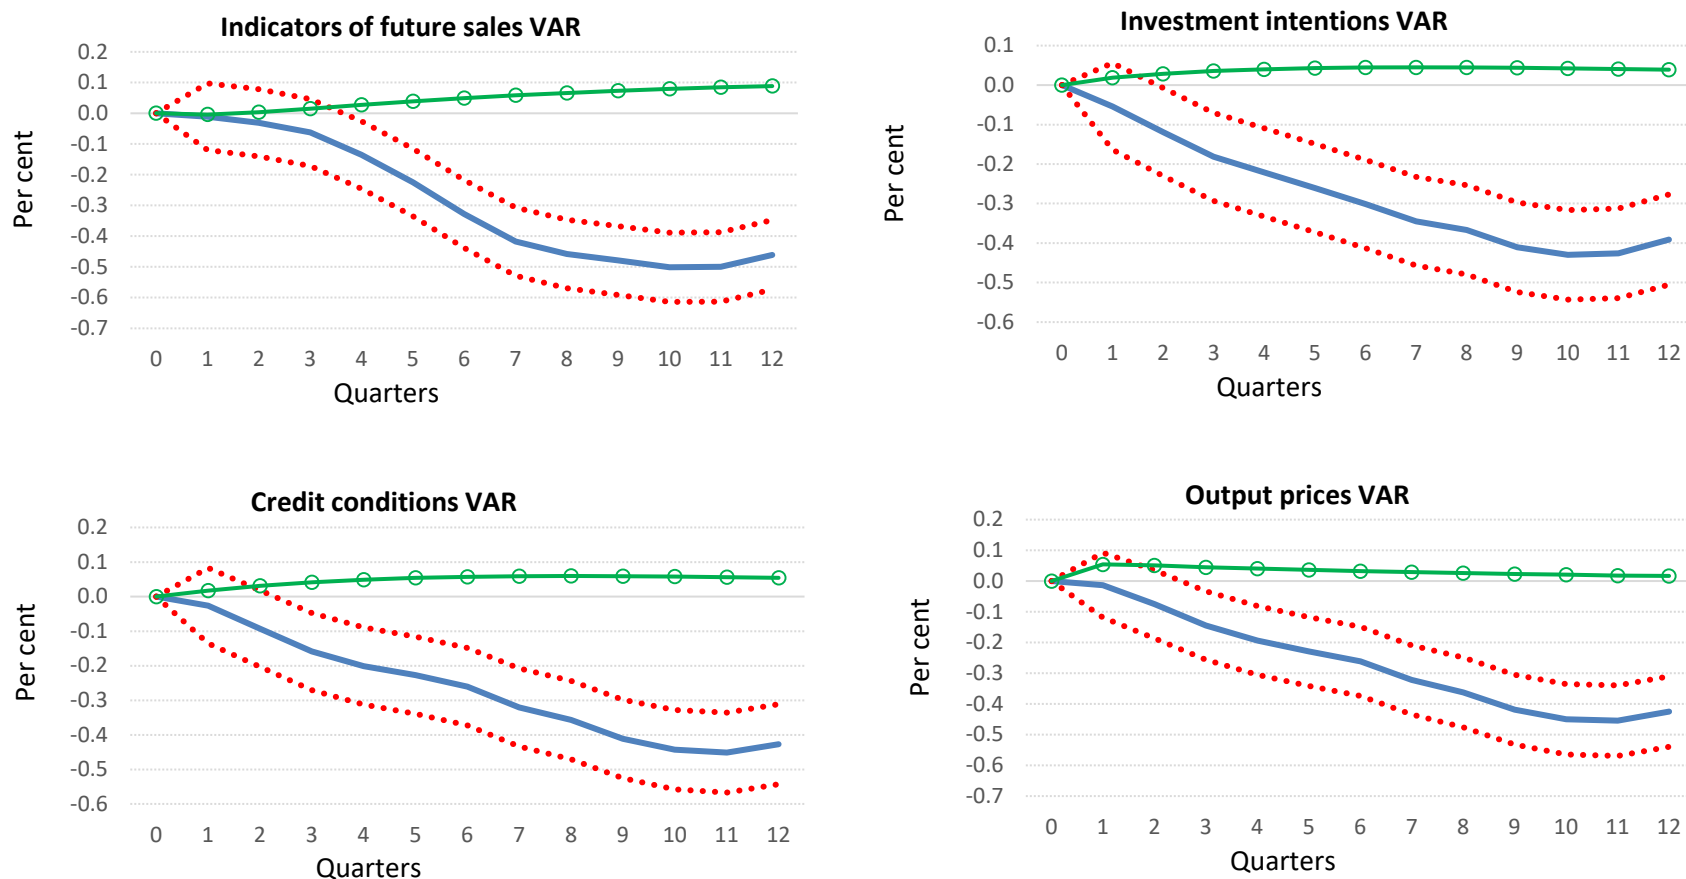 Indicators of future sales VAR
0.2
0.1
0.0
-0.1
-0.2
-0.3
-0.4
-0.5
-0.6
-0.7
Per cent
0 1 2 3 4 5 6 7 8 9 10 11 12
Quarters
Investment intentions VAR
0.1
0.0
-0.1
-0.2
-0.3
-0.4
-0.5
-0.6
Per cent
0 1 2 3 4 5 6 7 8 9 10 11 12
Quarters
Credit conditions VAR
0.2
0.1
0.0
-0.1
-0.2
-0.3
-0.4
-0.5
-0.6
Per cent
0 1 2 3 4 5 6 7 8 9 10 11 12
Quarters
Output prices VAR
0.2
0.1
0.0
-0.1
-0.2
-0.3
-0.4
-0.5
-0.6
-0.7
Per cent
0 1 2 3 4 5 6 7 8 9 10 11 12
Quarters